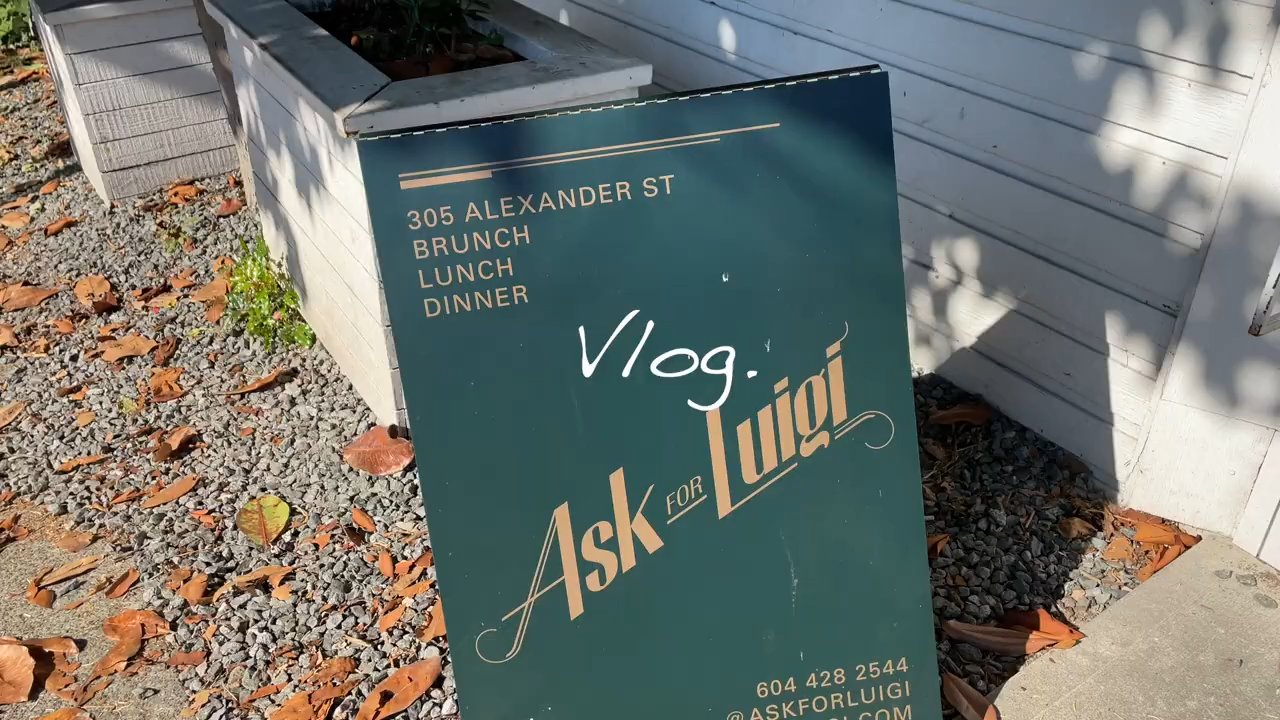 305 ALEXANDER ST
BRUNCH
LUNCH
DINNER
Vlog.
Ask FOR Luigi
604 428 2544
@ASKFORLUIGI